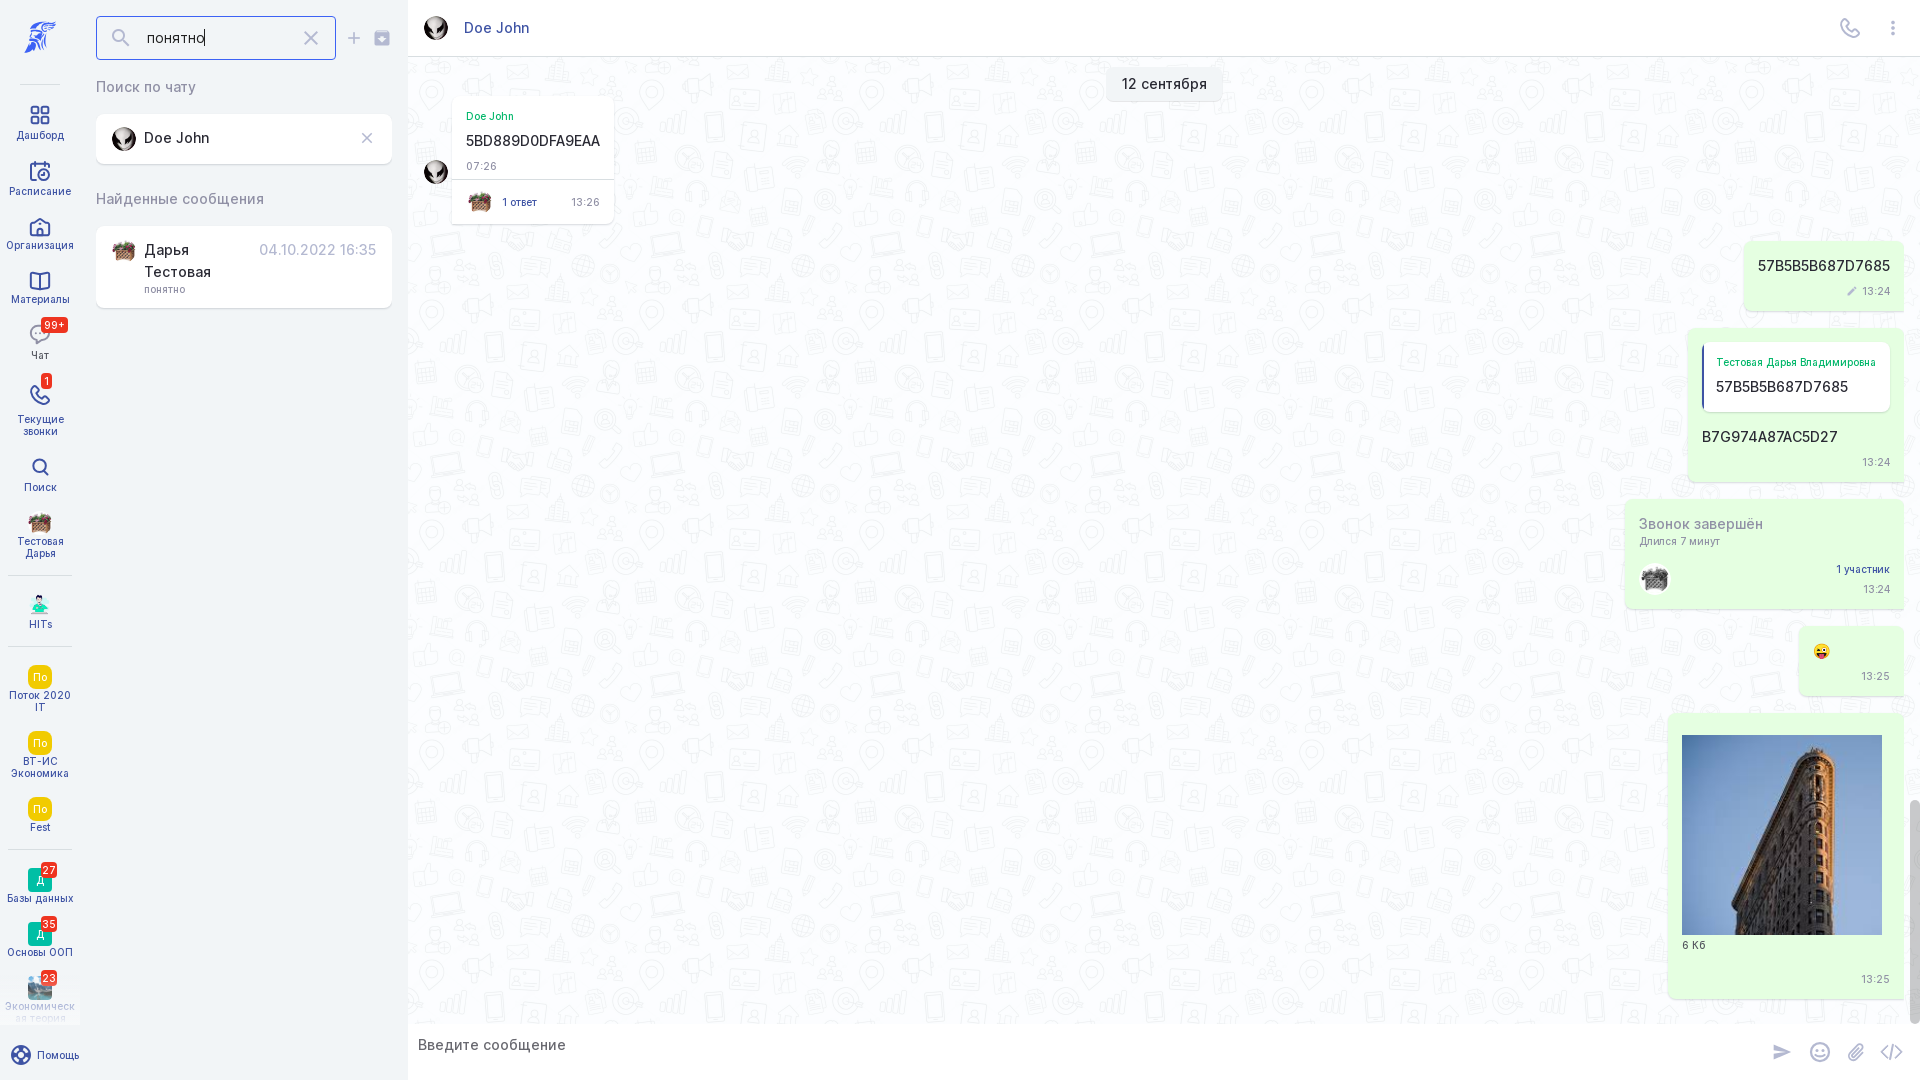 понятно
Поиск по чату
Doe John
Найденные сообщения
Дарья Тестовая
04.10.2022 16:35
понятно
Дашборд
Расписание
Организация
Материалы
99+
Чат
1
Текущие
звонки
Поиск
Тестовая
Дарья
HITs
По
Поток 2020
IT
По
ВТ-ИС
Экономика
По
Fest
27
Д
Базы данных
35
Д
Основы ООП
23
Экономическ
ая теория
Помощь
Doe John
12 сентября
Doe John
5BD889D0DFA9EAA
07:26
1 ответ
13:26
57B5B5B687D7685
13:24
Тестовая Дарья Владимировна
57B5B5B687D7685
B7G974A87AC5D27
13:24
Звонок завершён
Длился 7 минут
1 участник
13:24
13:25
6 Кб
13:25
Введите сообщение